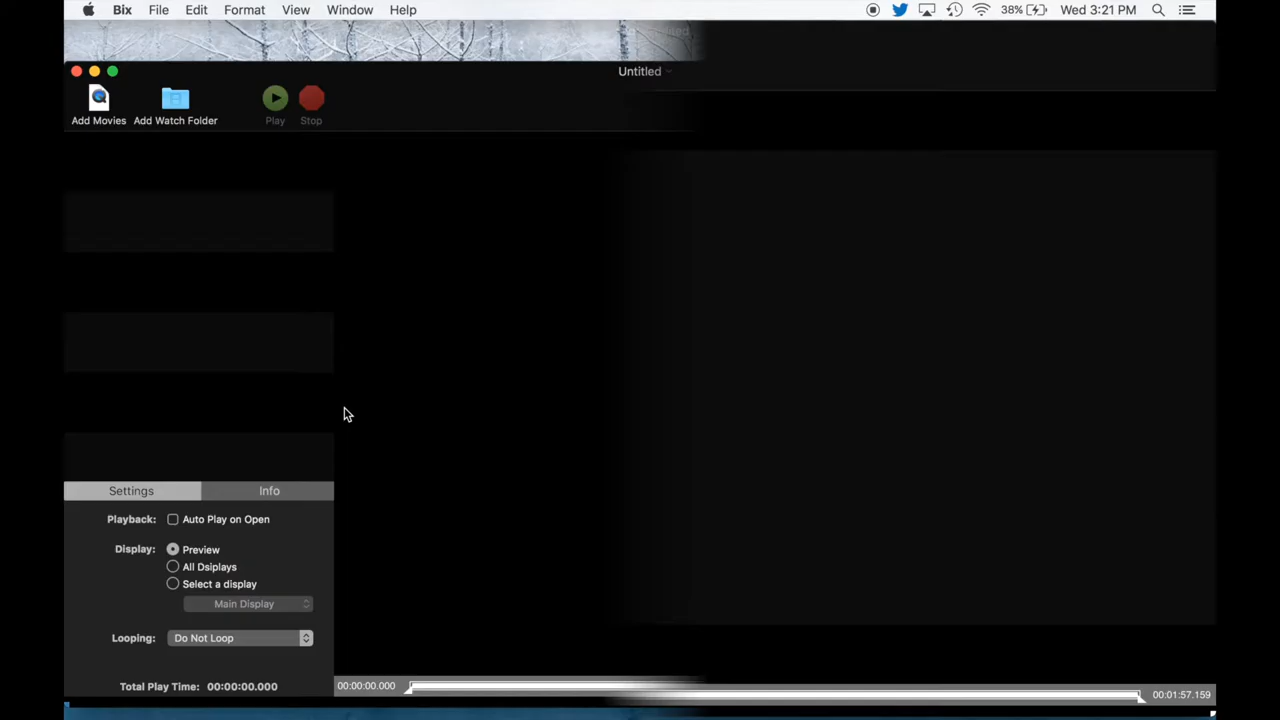 Bix File Edit Format View Window Help 38% Wed 3:21 PM
Untitled
Add Movies Add Watch Folder Play Stop
Settings Info
Playback: Auto Play on Open
Display: Preview
All Dsiplays
Select a display
Main Display
Looping: Do Not Loop
Total Play Time: 00:00:00.000
00:00:00.000 00:01:57.159